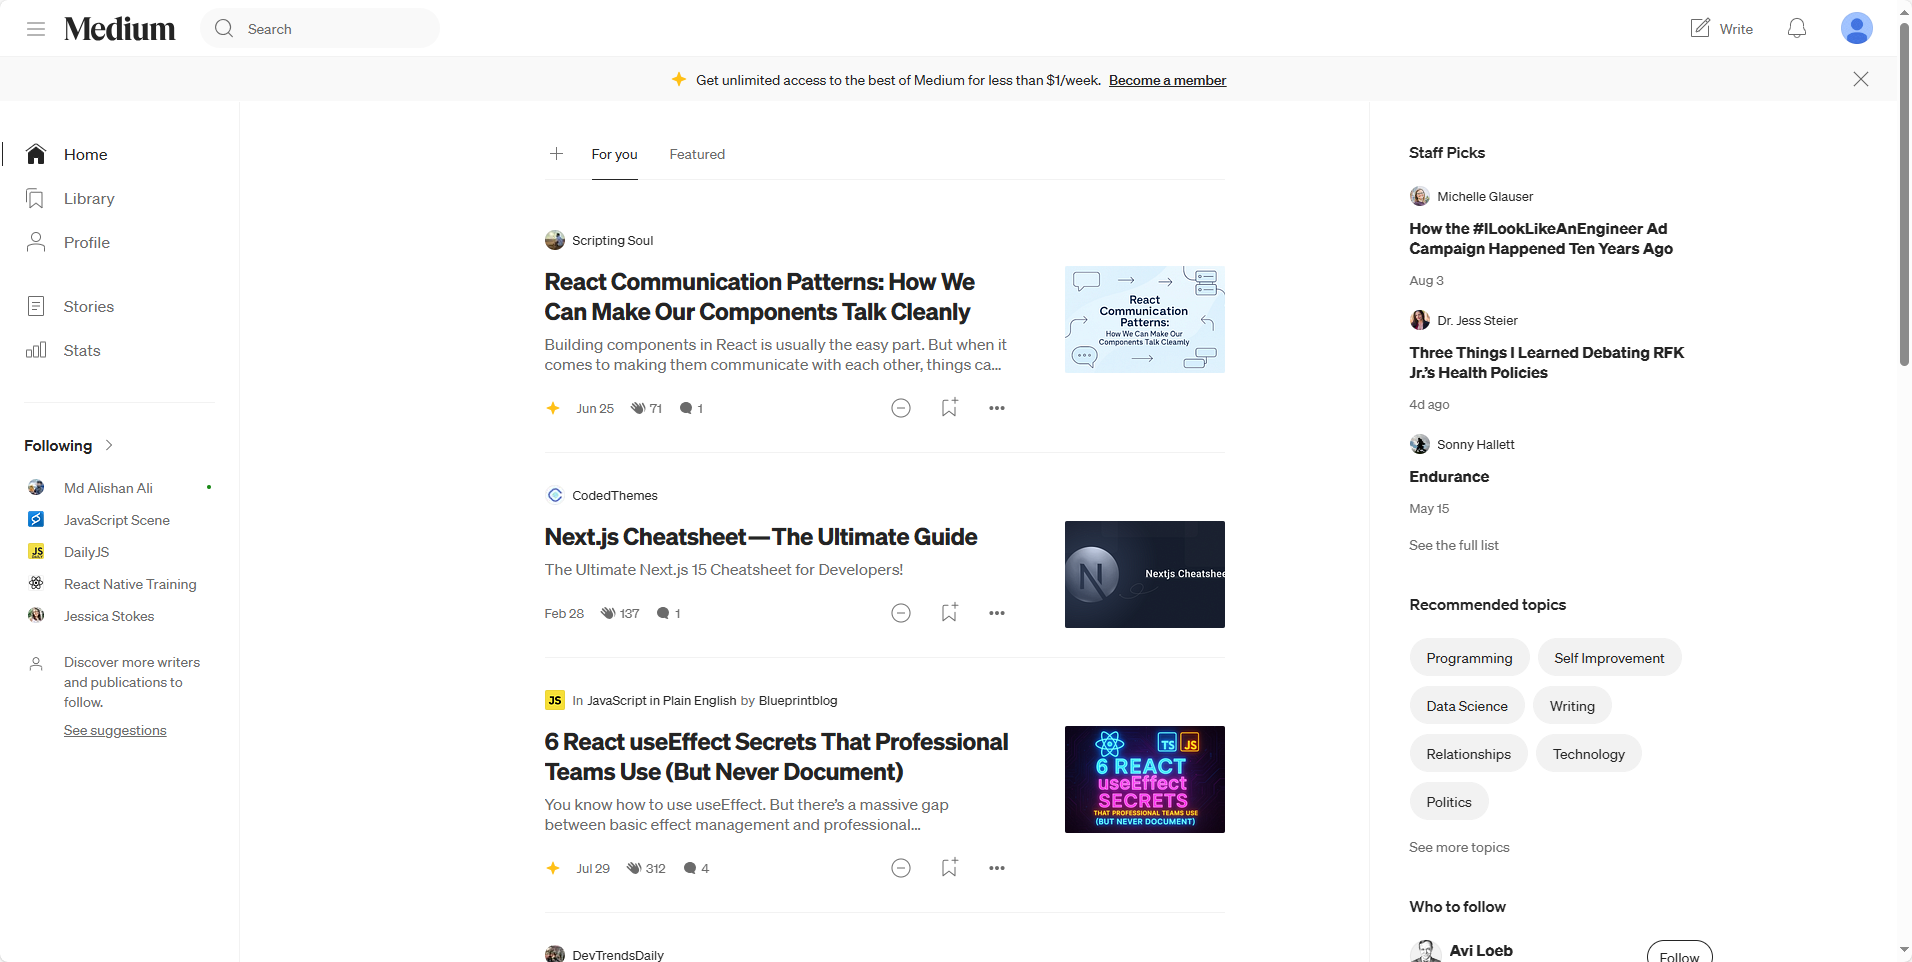 Medium
Search
Write
Get unlimited access to the best of Medium for less than $1/week. Become a member
Home
Library
Profile
Stories
Stats
Following
Md Alishan Ali
JavaScript Scene
JS
DailyJS
React Native Training
Jessica Stokes
Discover more writers
and publications to
follow.
See suggestions
For you
Featured
Scripting Soul
React Communication Patterns: How We
Can Make Our Components Talk Cleanly
Building components in React is usually the easy part. But when it
comes to making them communicate with each other, things ca...
Jun 25
71
1
React
Communication
Patterns:
How We Can Make Our
Components Talk Cleamly
CodedThemes
Next.js Cheatsheet — The Ultimate Guide
The Ultimate Next.js 15 Cheatsheet for Developers!
Feb 28
137
1
N
Nextjs Cheatshee
JS
In JavaScript in Plain English by Blueprintblog
6 React useEffect Secrets That Professional
Teams Use (But Never Document)
You know how to use useEffect. But there's a massive gap
between basic effect management and professional...
Jul 29
312
4
TS JS
6 REACT
useEffect
SECRETS
THAT PROFESSIONAL TEAMS USE
(BUT NEVER DOCUMENT)
DevTrendsDaily
Staff Picks
Michelle Glauser
How the #ILookLikeAnEngineer Ad
Campaign Happened Ten Years Ago
Aug 3
Dr. Jess Steier
Three Things I Learned Debating RFK
Jr.'s Health Policies
4d ago
Sonny Hallett
Endurance
May 15
See the full list
Recommended topics
Programming
Self Improvement
Data Science
Writing
Relationships
Technology
Politics
See more topics
Who to follow
Avi Loeb
Follow